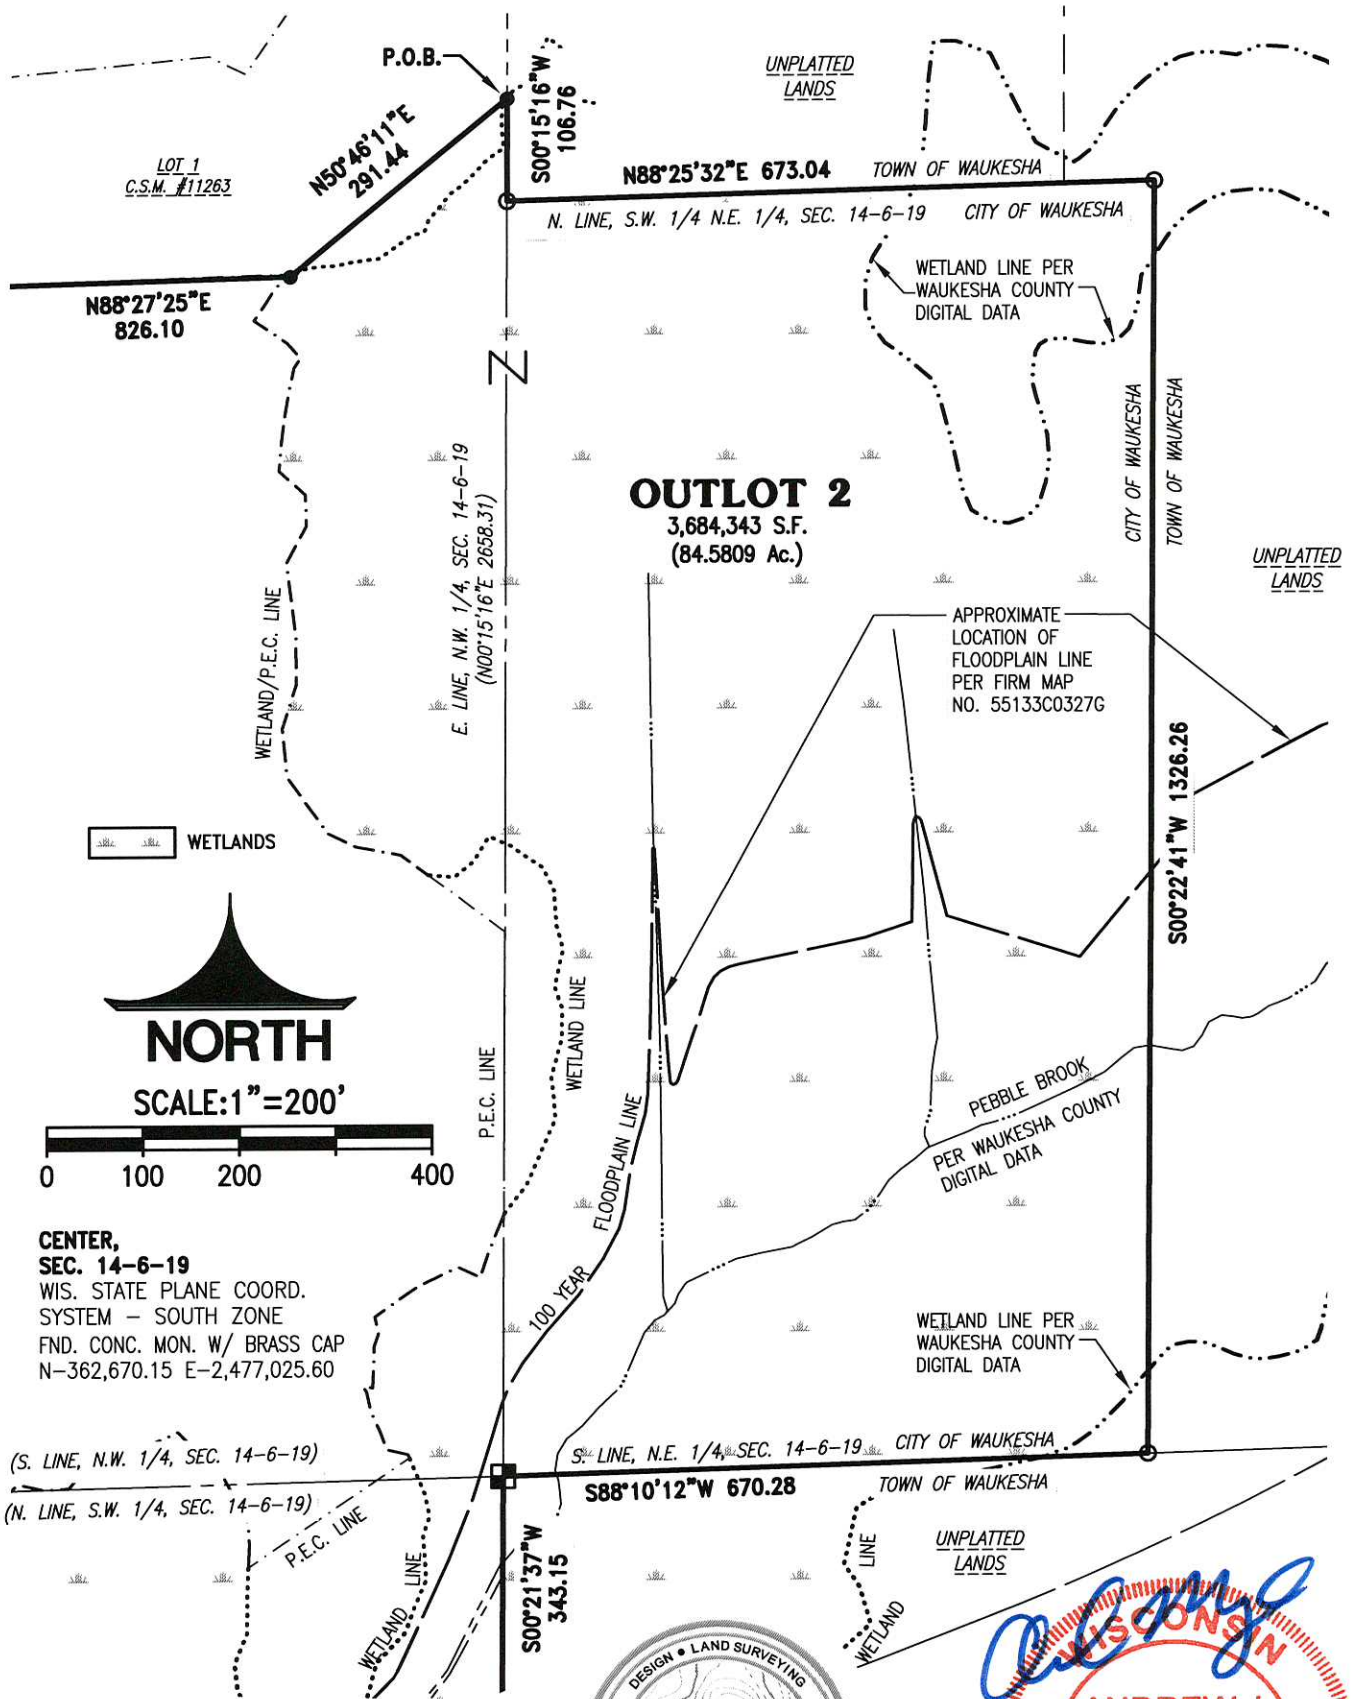 P.O.B.
S00°15'16"W
106.76
UNPLATTED
LANDS
N50°46'11"E
291.44
LOT 1
C.S.M. #11263
N88°25'32"E 673.04
TOWN OF WAUKESHA
N. LINE, S.W. 1/4 N.E. 1/4, SEC. 14-6-19
CITY OF WAUKESHA
N88°27'25"E
826.10
WETLAND LINE PER
WAUKESHA COUNTY
DIGITAL DATA
N
CITY OF WAUKESHA
TOWN OF WAUKESHA
E. LINE, N.W. 1/4, SEC. 14-6-19
(N00°15'16"E 2658.31)
OUTLOT 2
3,684,343 S.F.
(84.5809 Ac.)
UNPLATTED
LANDS
WETLAND/P.E.C. LINE
APPROXIMATE
LOCATION OF
FLOODPLAIN LINE
PER FIRM MAP
NO. 55133C0327G
S00°22'41"W 1326.26
WETLANDS
NORTH
SCALE:1"=200'
0 100 200 400
P.E.C. LINE
WETLAND LINE
FLOODPLAIN LINE
100 YEAR
PEBBLE BROOK
PER WAUKESHA COUNTY
DIGITAL DATA
CENTER,
SEC. 14-6-19
WIS. STATE PLANE COORD.
SYSTEM – SOUTH ZONE
FND. CONC. MON. W/ BRASS CAP
N-362,670.15 E-2,477,025.60
WETLAND LINE PER
WAUKESHA COUNTY
DIGITAL DATA
(S. LINE, N.W. 1/4, SEC. 14-6-19)
S. LINE, N.E. 1/4, SEC. 14-6-19
CITY OF WAUKESHA
S88°10'12"W 670.28
TOWN OF WAUKESHA
(N. LINE, S.W. 1/4, SEC. 14-6-19)
P.E.C. LINE
WETLAND LINE
S00°21'37"W
343.15
WETLAND LINE
UNPLATTED
LANDS
DESIGN • LAND SURVEYING
WISCONSIN
ANDREW J.